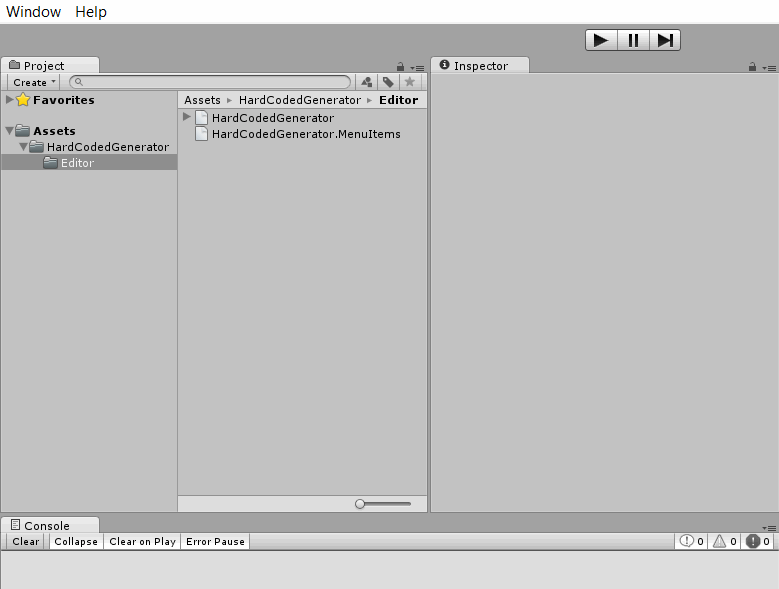 Window Help
Project
Inspector
Create
Favorites
Assets ▸ HardCodedGenerator ▸ Editor
HardCodedGenerator
HardCodedGenerator.MenuItems
Assets
HardCodedGenerator
Editor
Console
Clear Collapse Clear on Play Error Pause 0 0 0